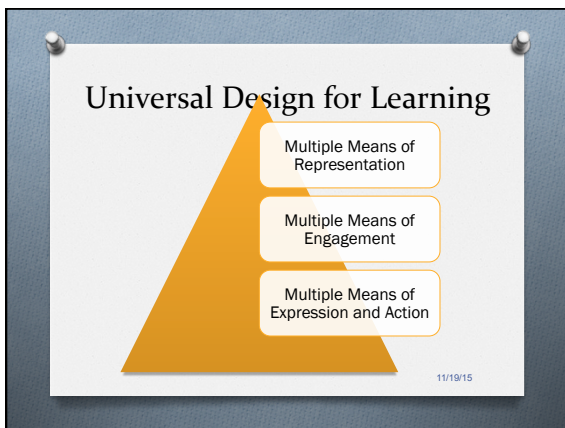 Universal Design for Learning
Multiple Means of
Representation
Multiple Means of
Engagement
Multiple Means of
Expression and Action
11/19/15